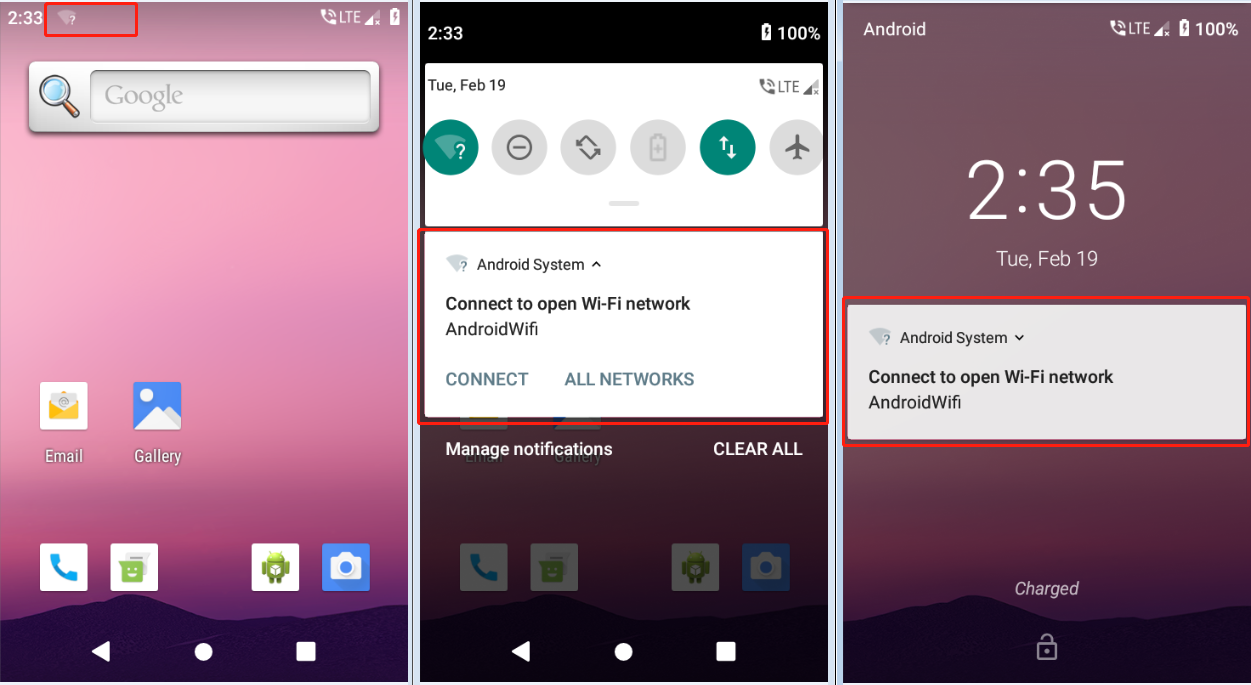 2:33
?
LTE
Google
Email
Gallery
2:33
100%
Tue, Feb 19
LTE
?
? Android System
Connect to open Wi-Fi network
AndroidWifi
CONNECT ALL NETWORKS
Manage notifications CLEAR ALL
Email Gallery
Android
LTE 100%
2:35
Tue, Feb 19
? Android System
Connect to open Wi-Fi network
AndroidWifi
Charged